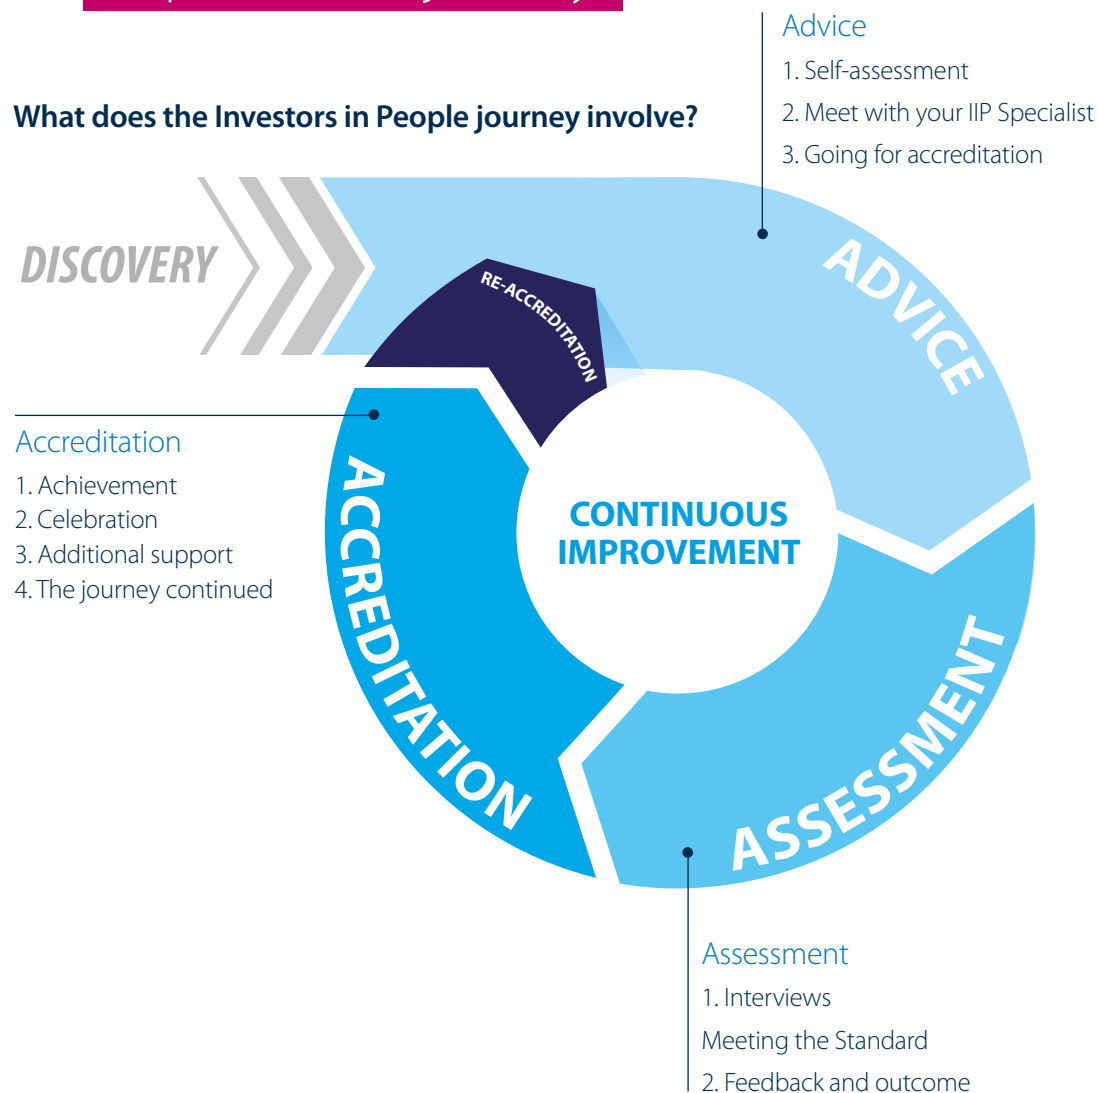 Advice
1. Self-assessment
2. Meet with your IIP Specialist
3. Going for accreditation
What does the Investors in People journey involve?
DISCOVERY
ADVICE
RE-ACCREDITATION
Accreditation
1. Achievement
2. Celebration
3. Additional support
4. The journey continued
ACCREDITATION
CONTINUOUS
IMPROVEMENT
ASSESSMENT
Assessment
1. Interviews
Meeting the Standard
2. Feedback and outcome